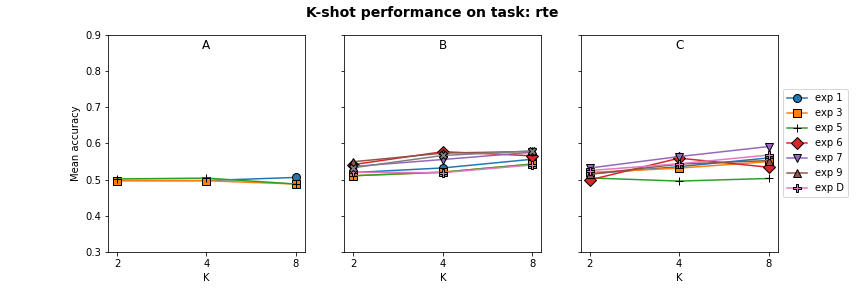 K-shot performance on task: rte
A
B
C
0.9
0.8
0.7
0.6
0.5
0.4
0.3
Mean accuracy
2
4
8
K
2
4
8
K
2
4
8
K
exp 1
exp 3
exp 5
exp 6
exp 7
exp 9
exp D